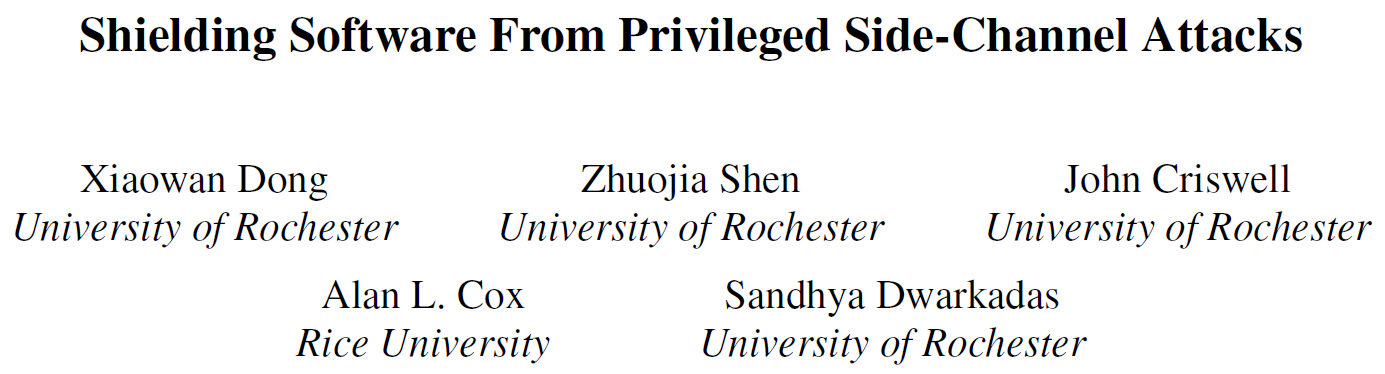 Shielding Software From Privileged Side-Channel Attacks
Xiaowan Dong Zhuojia Shen John Criswell
University of Rochester University of Rochester University of Rochester
Alan L. Cox Sandhya Dwarkadas
Rice University University of Rochester